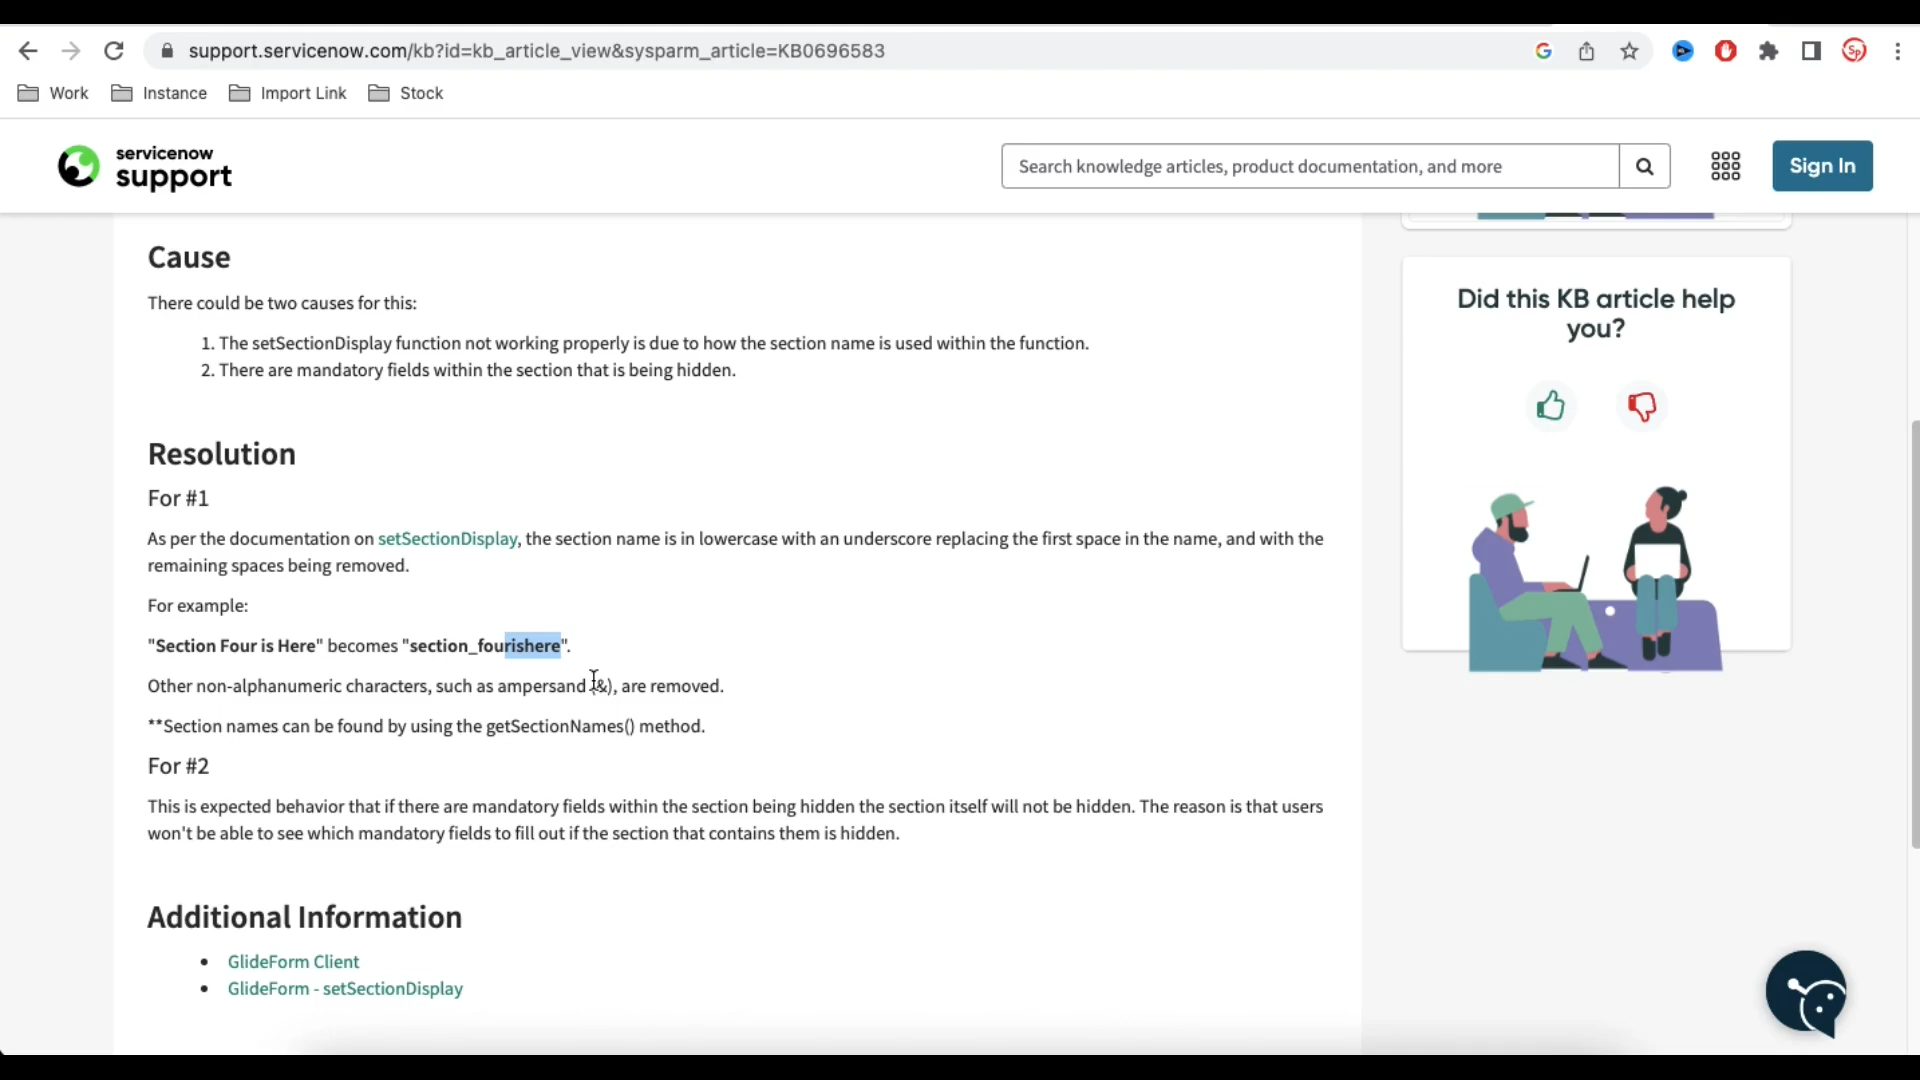 support.servicenow.com/kb?id=kb_article_view&sysparm_article=KB0696583
Work Instance Import Link Stock
servicenow
support
Search knowledge articles, product documentation, and more
Sign In
Cause
There could be two causes for this:
1. The setSectionDisplay function not working properly is due to how the section name is used within the function.
2. There are mandatory fields within the section that is being hidden.
Resolution
For #1
As per the documentation on setSectionDisplay, the section name is in lowercase with an underscore replacing the first space in the name, and with the
remaining spaces being removed.
For example:
"Section Four is Here" becomes "section_fourishere".
Other non-alphanumeric characters, such as ampersand (&), are removed.
**Section names can be found by using the getSectionNames() method.
For #2
This is expected behavior that if there are mandatory fields within the section being hidden the section itself will not be hidden. The reason is that users
won't be able to see which mandatory fields to fill out if the section that contains them is hidden.
Additional Information
• GlideForm Client
• GlideForm - setSectionDisplay
Did this KB article help
you?